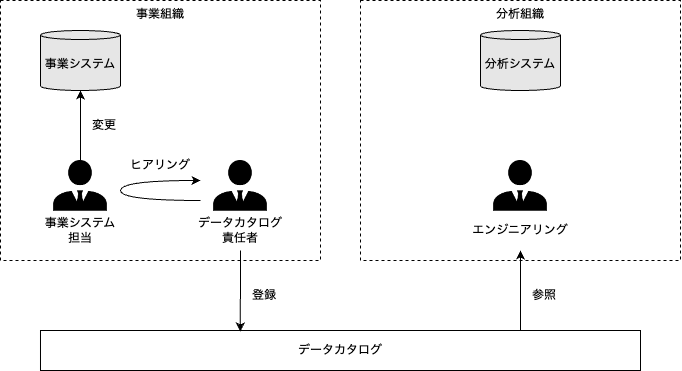 事業組織
分析組織
事業システム
分析システム
変更
ヒアリング
事業システム
担当
データカタログ
責任者
エンジニアリング
登録
参照
データカタログ